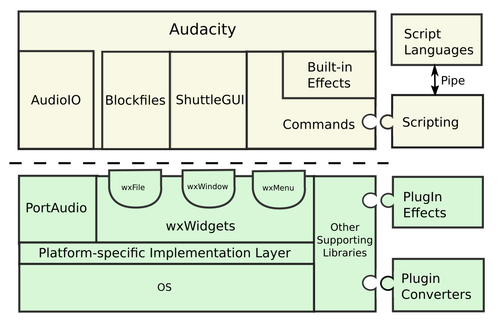 Audacity
AudioIO
Blockfiles
ShuttleGUI
Built-in
Effects
Commands
Script
Languages
Pipe
Scripting
wxFile
wxWindow
wxMenu
PortAudio
wxWidgets
Platform-specific Implementation Layer
OS
Other
Supporting
Libraries
PlugIn
Effects
Plugin
Converters